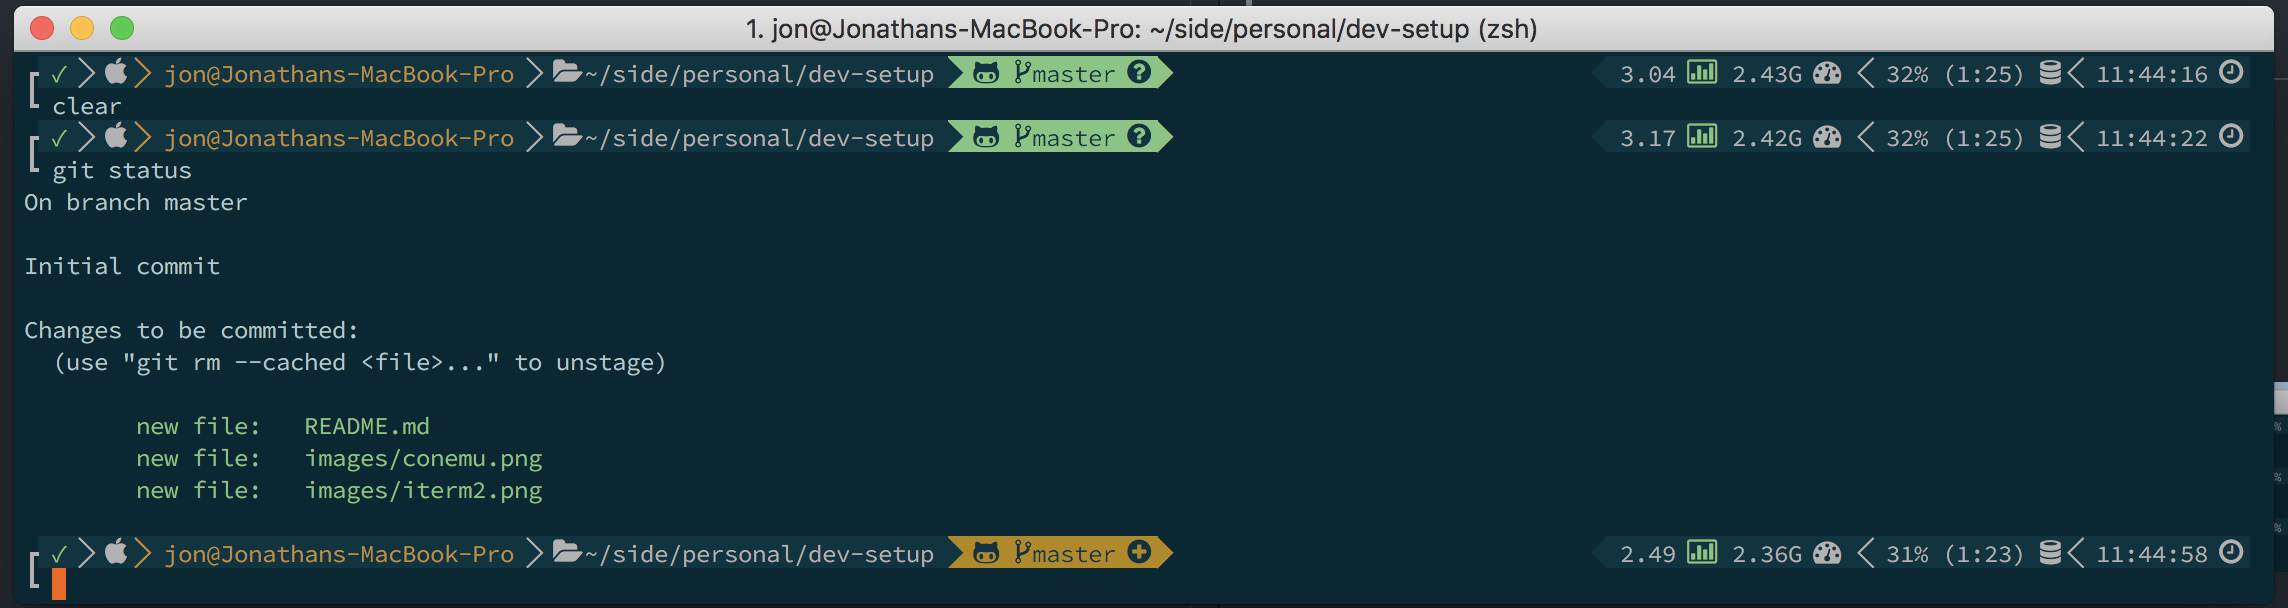 1. jon@Jonathans-MacBook-Pro: ~/side/personal/dev-setup (zsh)
✓ jon@Jonathans-MacBook-Pro ~/side/personal/dev-setup master ? 3.04 2.43G 32% (1:25) 11:44:16
clear
✓ jon@Jonathans-MacBook-Pro ~/side/personal/dev-setup master ? 3.17 2.42G 32% (1:25) 11:44:22
git status
On branch master
Initial commit
Changes to be committed:
(use "git rm --cached <file>..." to unstage)
new file: README.md
new file: images/conemu.png
new file: images/iterm2.png
✓ jon@Jonathans-MacBook-Pro ~/side/personal/dev-setup master + 2.49 2.36G 31% (1:23) 11:44:58
%
%
%